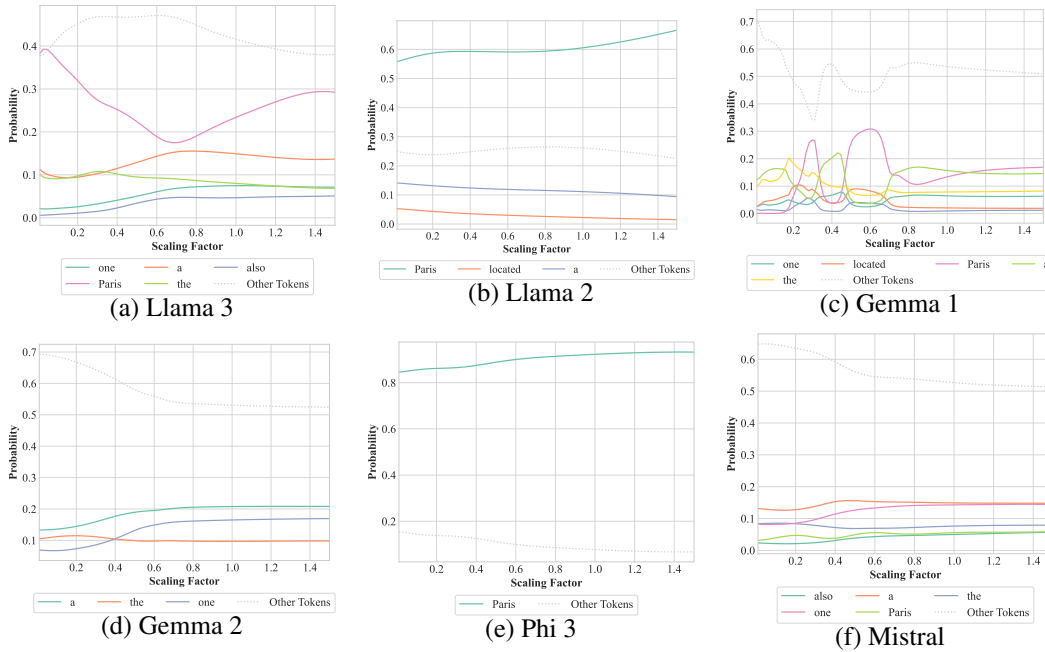 0.4
0.3
0.2
0.1
0.0
Probability
0.2 0.4 0.6 0.8 1.0 1.2 1.4
Scaling Factor
one a also
Paris the Other Tokens
(a) Llama 3
0.6
0.5
0.4
0.3
0.2
0.1
0.0
Probability
0.2 0.4 0.6 0.8 1.0 1.2 1.4
Scaling Factor
Paris located a Other Tokens
(b) Llama 2
0.7
0.6
0.5
0.4
0.3
0.2
0.1
0.0
Probability
0.2 0.4 0.6 0.8 1.0 1.2 1.4
Scaling Factor
one located Paris a
the Other Tokens
(c) Gemma 1
0.7
0.6
0.5
0.4
0.3
0.2
0.1
Probability
0.2 0.4 0.6 0.8 1.0 1.2 1.4
Scaling Factor
a the one Other Tokens
(d) Gemma 2
0.8
0.6
0.4
0.2
Probability
0.2 0.4 0.6 0.8 1.0 1.2 1.4
Scaling Factor
Paris Other Tokens
(e) Phi 3
0.6
0.5
0.4
0.3
0.2
0.1
0.0
Probability
0.2 0.4 0.6 0.8 1.0 1.2 1.4
Scaling Factor
also a the
one Paris Other Tokens
(f) Mistral